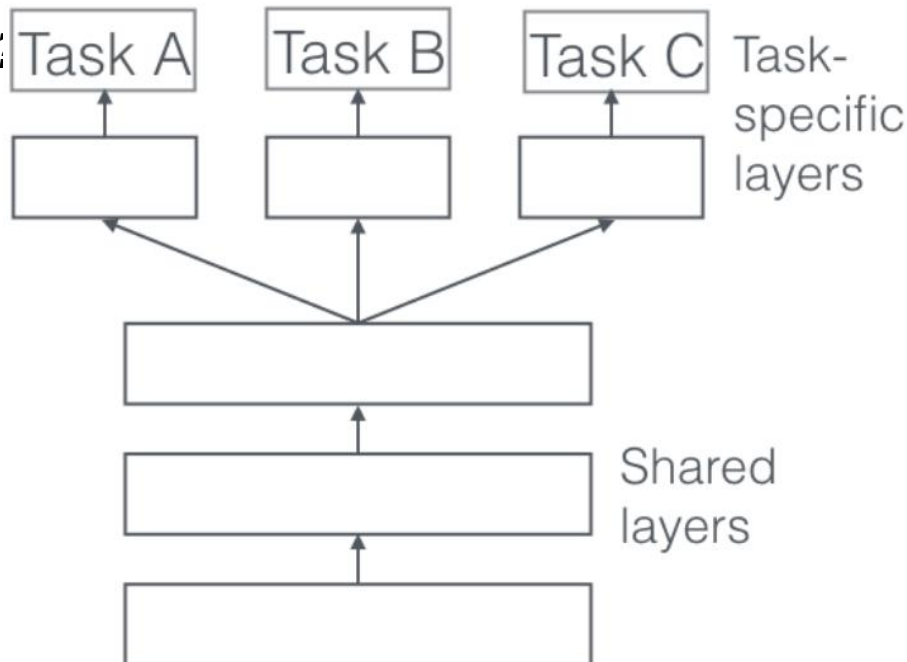 Task A
Task B
Task C
Task-
specific
layers
Shared
layers